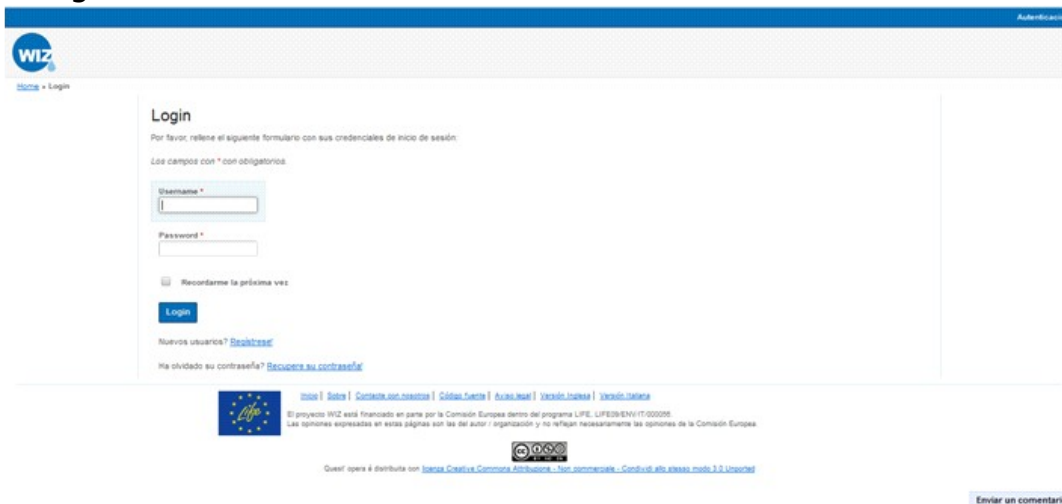 Autenticació
WIZ
Home » Login
Login
Por favor, rellene el siguiente formulario con sus credenciales de inicio de sesión:
Los campos con * con obligatorios.
Username *
Password *
Recordarme la próxima vez
Login
Nuevos usuarios? Regístrese!
Ha olvidado su contraseña? Recupere su contraseña!
Inicio | Sobre | Contacte con nosotros | Código fuente | Aviso legal | Versión Inglesa | Versión Italiana
life
El proyecto WIZ está financiado en parte por la Comisión Europea dentro del programa LIFE, LIFE09/ENV/IT/000056.
Las opiniones expresadas en estas páginas son las del autor / organización y no reflejan necesariamente las opiniones de la Comisión Europea.
cc
BY NC SA
Quest' opera é distribuita con licenza Creative Commons Attribuzione - Non commerciale - Condividi allo stesso modo 3.0 Unported
Enviar un comentari